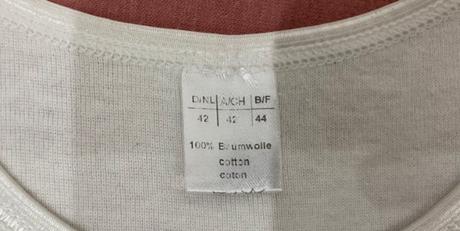 D/NL A/CH B/F
42 42 44
100% Baumwolle
cotton
coton